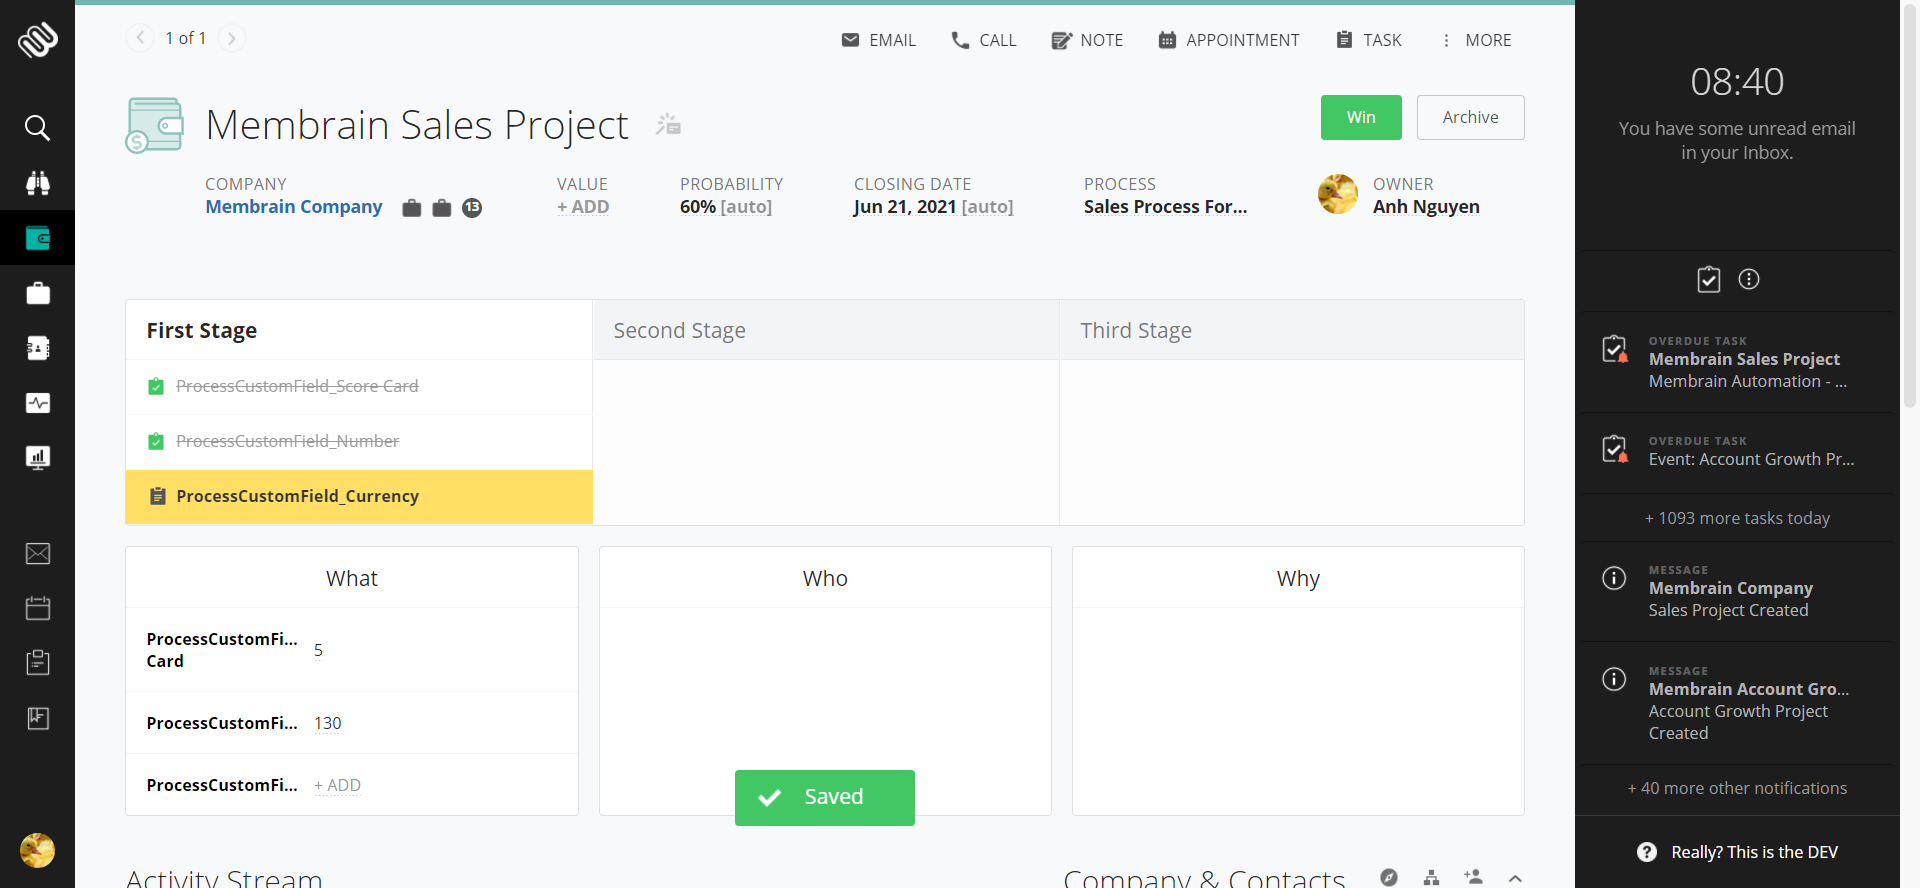 1 of 1
EMAIL
CALL
NOTE
APPOINTMENT
TASK
MORE
Membrain Sales Project
Win
Archive
COMPANY
Membrain Company
13
VALUE
+ ADD
PROBABILITY
60% [auto]
CLOSING DATE
Jun 21, 2021 [auto]
PROCESS
Sales Process For...
OWNER
Anh Nguyen
First Stage
Second Stage
Third Stage
ProcessCustomField_Score Card
ProcessCustomField_Number
ProcessCustomField_Currency
What
Who
Why
ProcessCustomFi...
Card
5
ProcessCustomFi...
130
ProcessCustomFi...
+ ADD
Saved
Activity Stream
Company & Contacts
08:40
You have some unread email
in your Inbox.
OVERDUE TASK
Membrain Sales Project
Membrain Automation - ...
OVERDUE TASK
Event: Account Growth Pr...
+ 1093 more tasks today
MESSAGE
Membrain Company
Sales Project Created
MESSAGE
Membrain Account Gro...
Account Growth Project
Created
+ 40 more other notifications
Really? This is the DEV